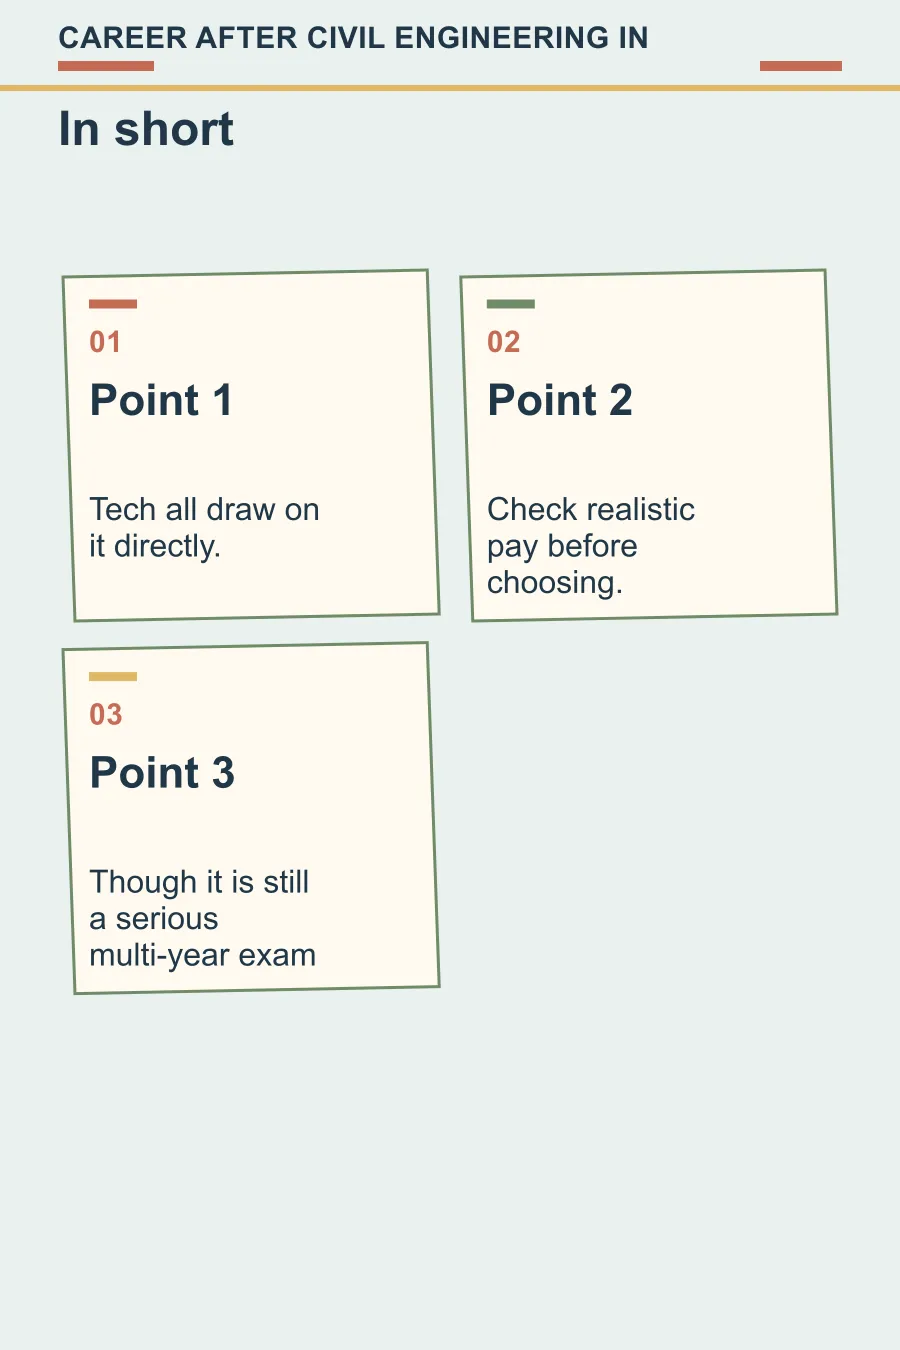 CAREER AFTER CIVIL ENGINEERING IN
In short
01
Point 1
Tech all draw on
it directly.
02
Point 2
Check realistic
pay before
choosing.
03
Point 3
Though it is still
a serious
multi-year exam